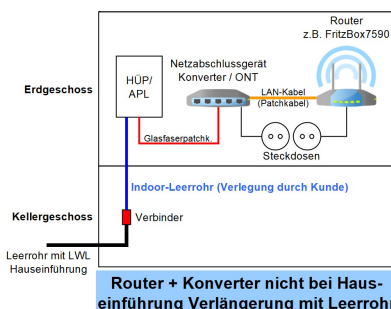 Router
z.B. FritzBox7590
Netzabschlussgerät
Konverter / ONT
HÜP/
APL
Erdgeschoss
LAN-Kabel
(Patchkabel)
Glasfaserpatchk.
Steckdosen
Indoor-Leerrohr (Verlegung durch Kunde)
Kellergeschoss
Verbinder
Leerrohr mit LWL
Hauseinführung
Router + Konverter nicht bei Haus-
einführung Verlängerung mit Leerrohr